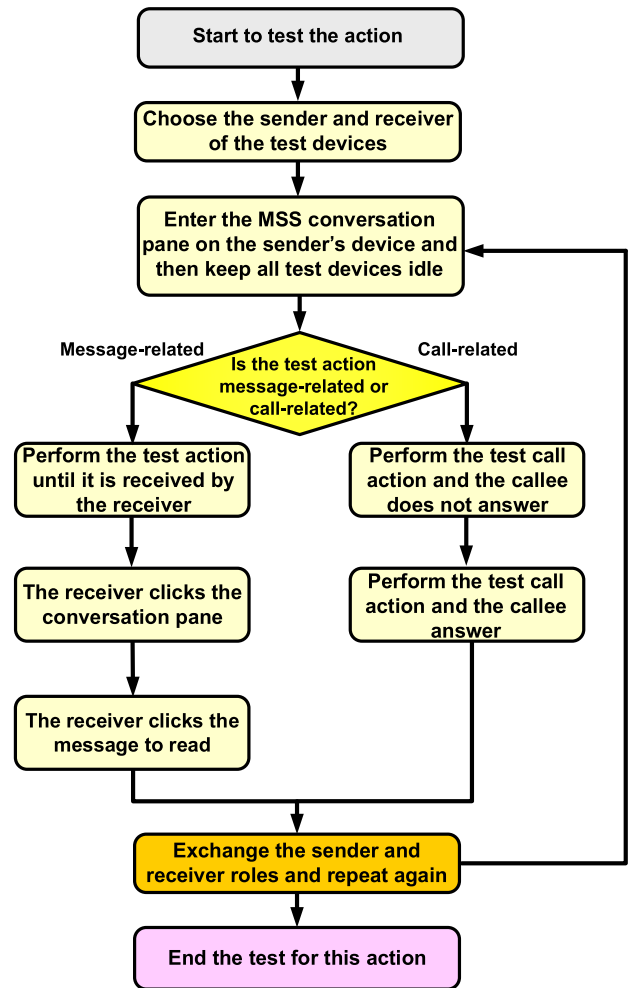 Start to test the action
Choose the sender and receiver
of the test devices
Enter the MSS conversation
pane on the sender's device and
then keep all test devices idle
Message-related
Call-related
Is the test action
message-related or
call-related?
Perform the test action
until it is received by
the receiver
Perform the test call
action and the callee
does not answer
The receiver clicks the
conversation pane
Perform the test call
action and the callee
answer
The receiver clicks the
message to read
Exchange the sender and
receiver roles and repeat again
End the test for this action